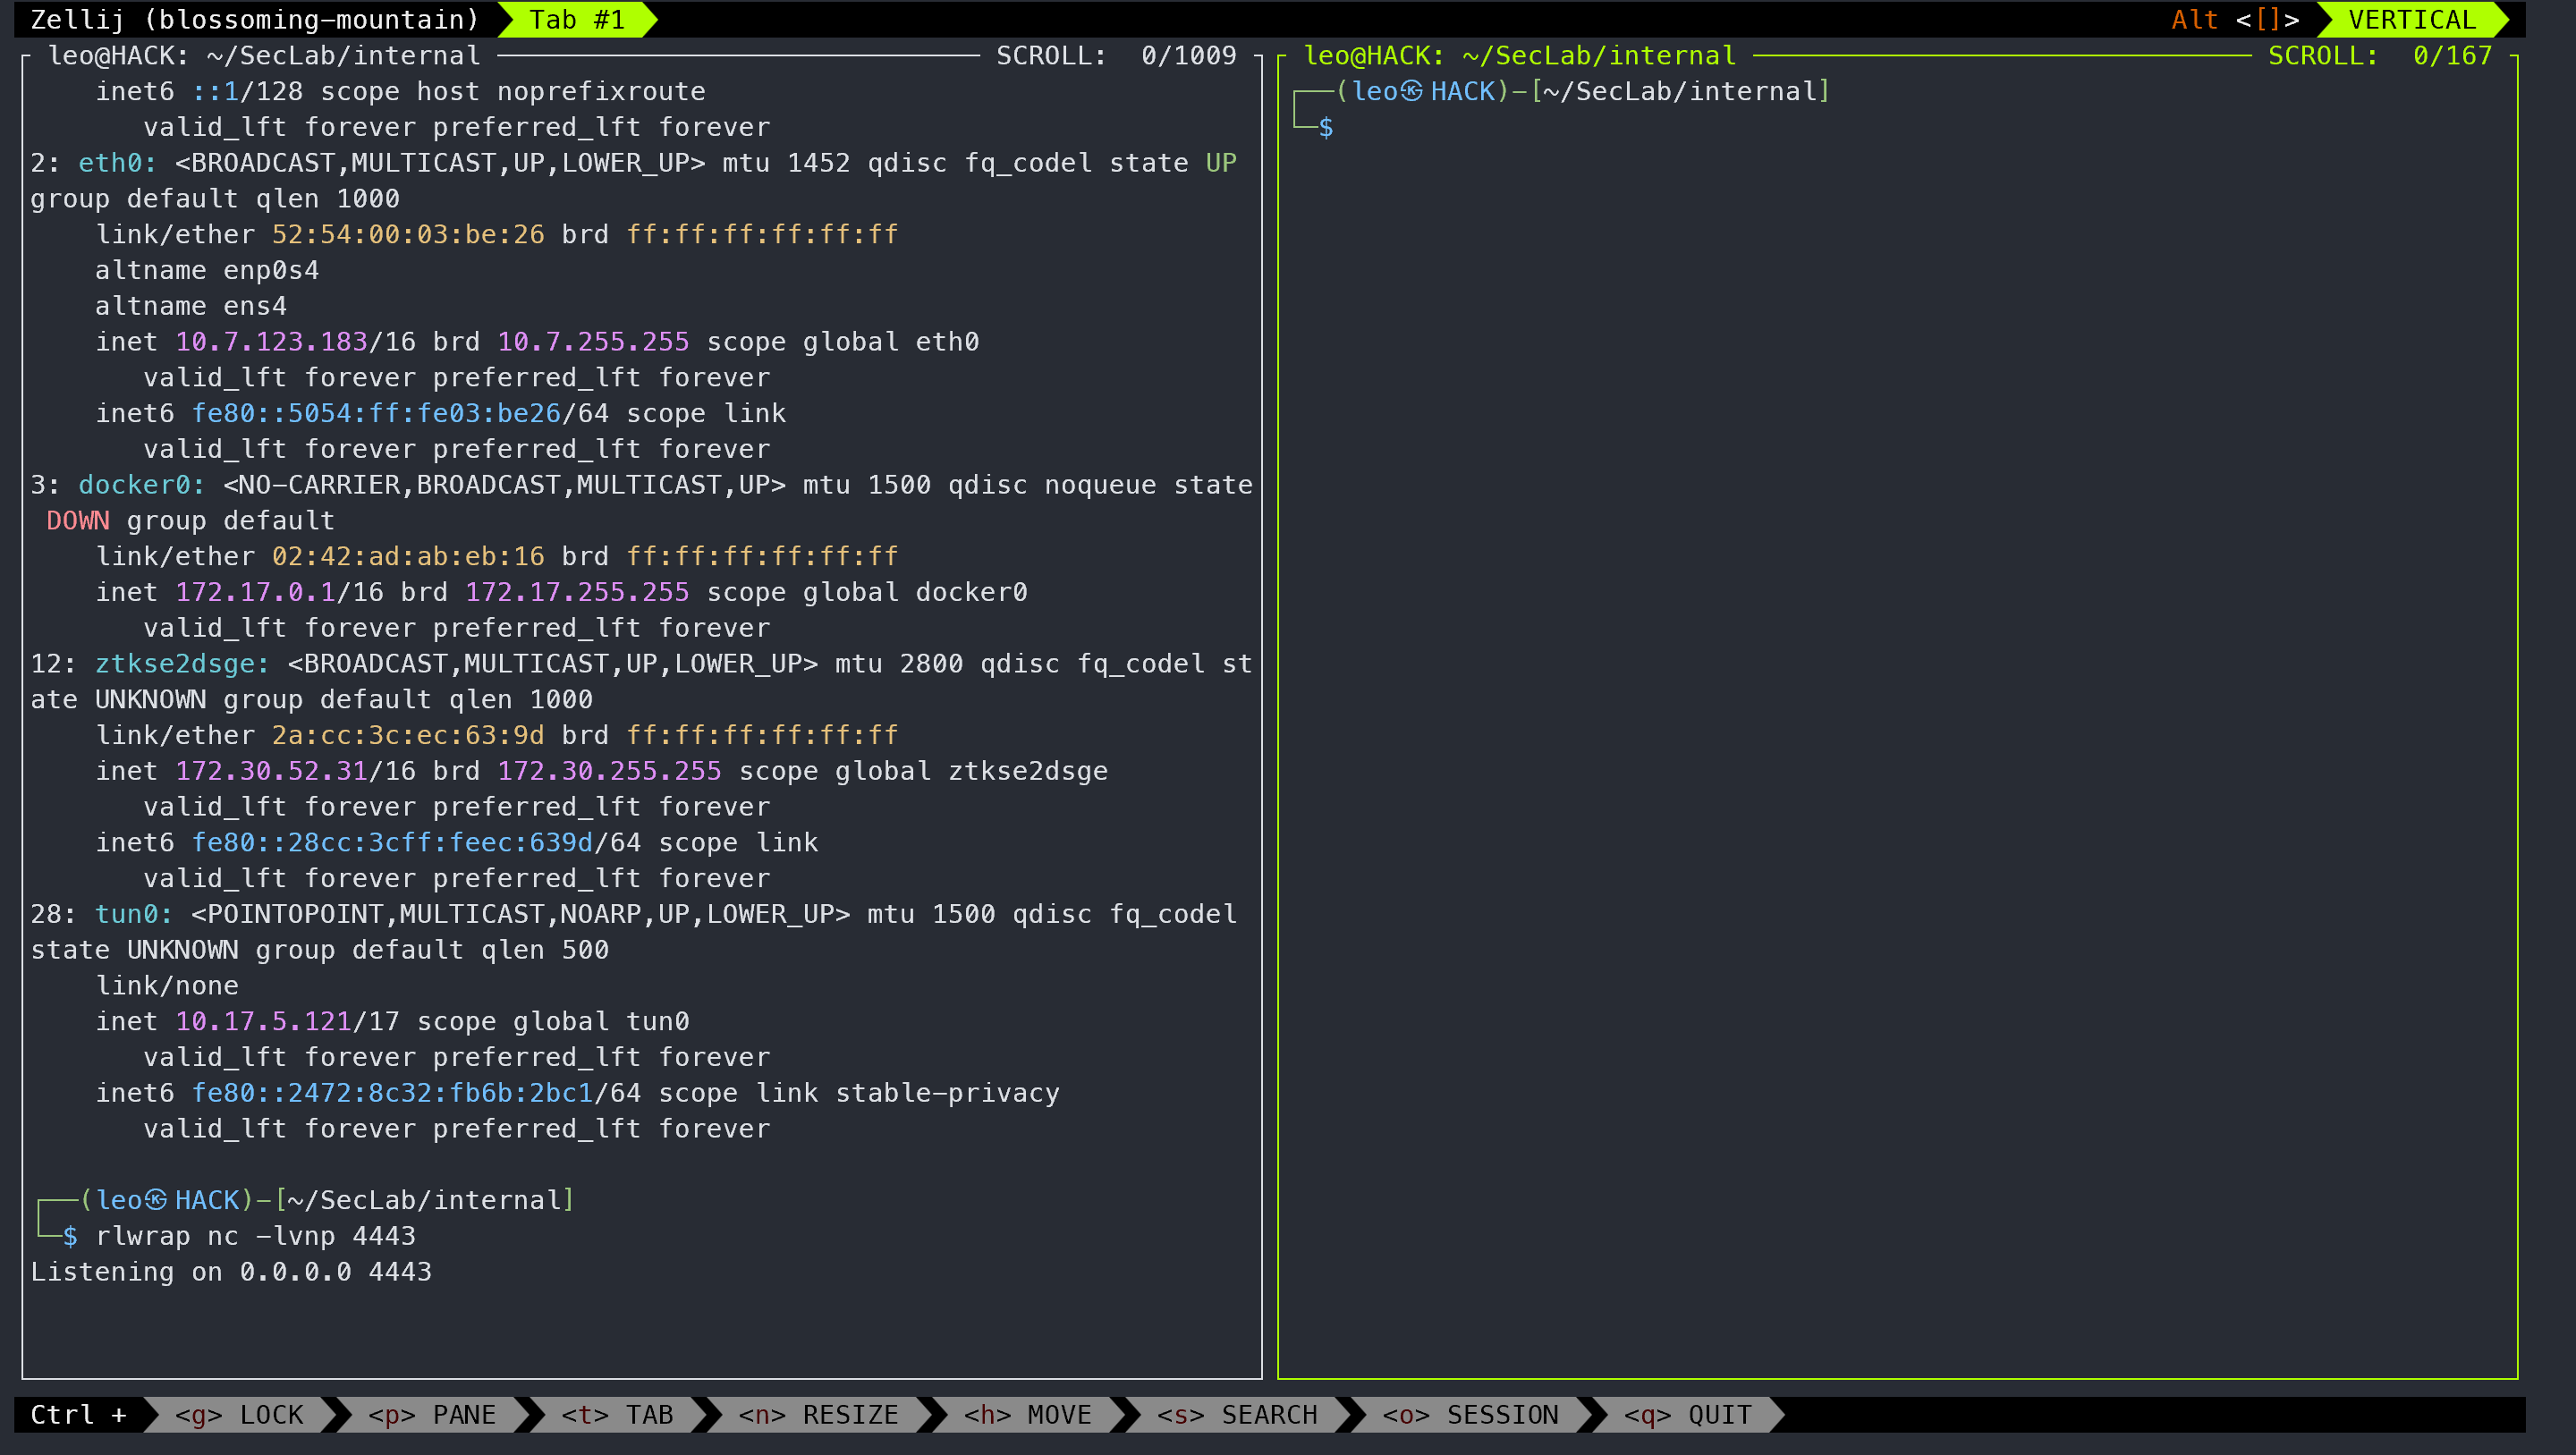 Zellij (blossoming-mountain) Tab #1 Alt <[]> VERTICAL
leo@HACK: ~/SecLab/internal SCROLL: 0/1009
inet6 ::1/128 scope host noprefixroute
valid_lft forever preferred_lft forever
2: eth0: <BROADCAST,MULTICAST,UP,LOWER_UP> mtu 1452 qdisc fq_codel state UP
group default qlen 1000
link/ether 52:54:00:03:be:26 brd ff:ff:ff:ff:ff:ff
altname enp0s4
altname ens4
inet 10.7.123.183/16 brd 10.7.255.255 scope global eth0
valid_lft forever preferred_lft forever
inet6 fe80::5054:ff:fe03:be26/64 scope link
valid_lft forever preferred_lft forever
3: docker0: <NO-CARRIER,BROADCAST,MULTICAST,UP> mtu 1500 qdisc noqueue state
DOWN group default
link/ether 02:42:ad:ab:eb:16 brd ff:ff:ff:ff:ff:ff
inet 172.17.0.1/16 brd 172.17.255.255 scope global docker0
valid_lft forever preferred_lft forever
12: ztkse2dsge: <BROADCAST,MULTICAST,UP,LOWER_UP> mtu 2800 qdisc fq_codel st
ate UNKNOWN group default qlen 1000
link/ether 2a:cc:3c:ec:63:9d brd ff:ff:ff:ff:ff:ff
inet 172.30.52.31/16 brd 172.30.255.255 scope global ztkse2dsge
valid_lft forever preferred_lft forever
inet6 fe80::28cc:3cff:feec:639d/64 scope link
valid_lft forever preferred_lft forever
28: tun0: <POINTOPOINT,MULTICAST,NOARP,UP,LOWER_UP> mtu 1500 qdisc fq_codel
state UNKNOWN group default qlen 500
link/none
inet 10.17.5.121/17 scope global tun0
valid_lft forever preferred_lft forever
inet6 fe80::2472:8c32:fb6b:2bc1/64 scope link stable-privacy
valid_lft forever preferred_lft forever
┌──(leo㉿HACK)-[~/SecLab/internal]
└─$ rlwrap nc -lvnp 4443
Listening on 0.0.0.0 4443
leo@HACK: ~/SecLab/internal SCROLL: 0/167
┌──(leo㉿HACK)-[~/SecLab/internal]
└─$
Ctrl + <g> LOCK <p> PANE <t> TAB <n> RESIZE <h> MOVE <s> SEARCH <o> SESSION <q> QUIT